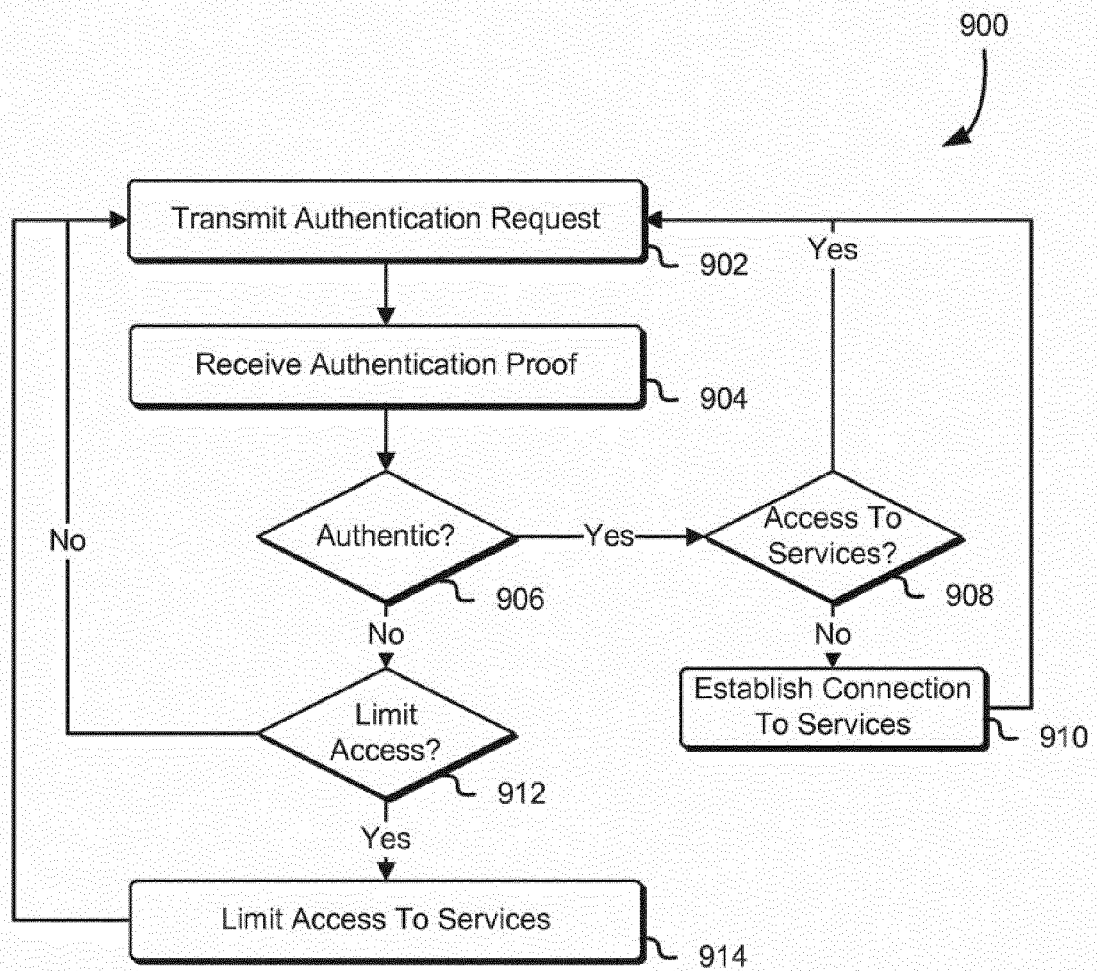 900
Transmit Authentication Request
902
Yes
Receive Authentication Proof
904
Authentic?
906
Yes
Access To
Services?
908
No
No
No
Limit
Access?
912
Establish Connection
To Services
910
Yes
Limit Access To Services
914